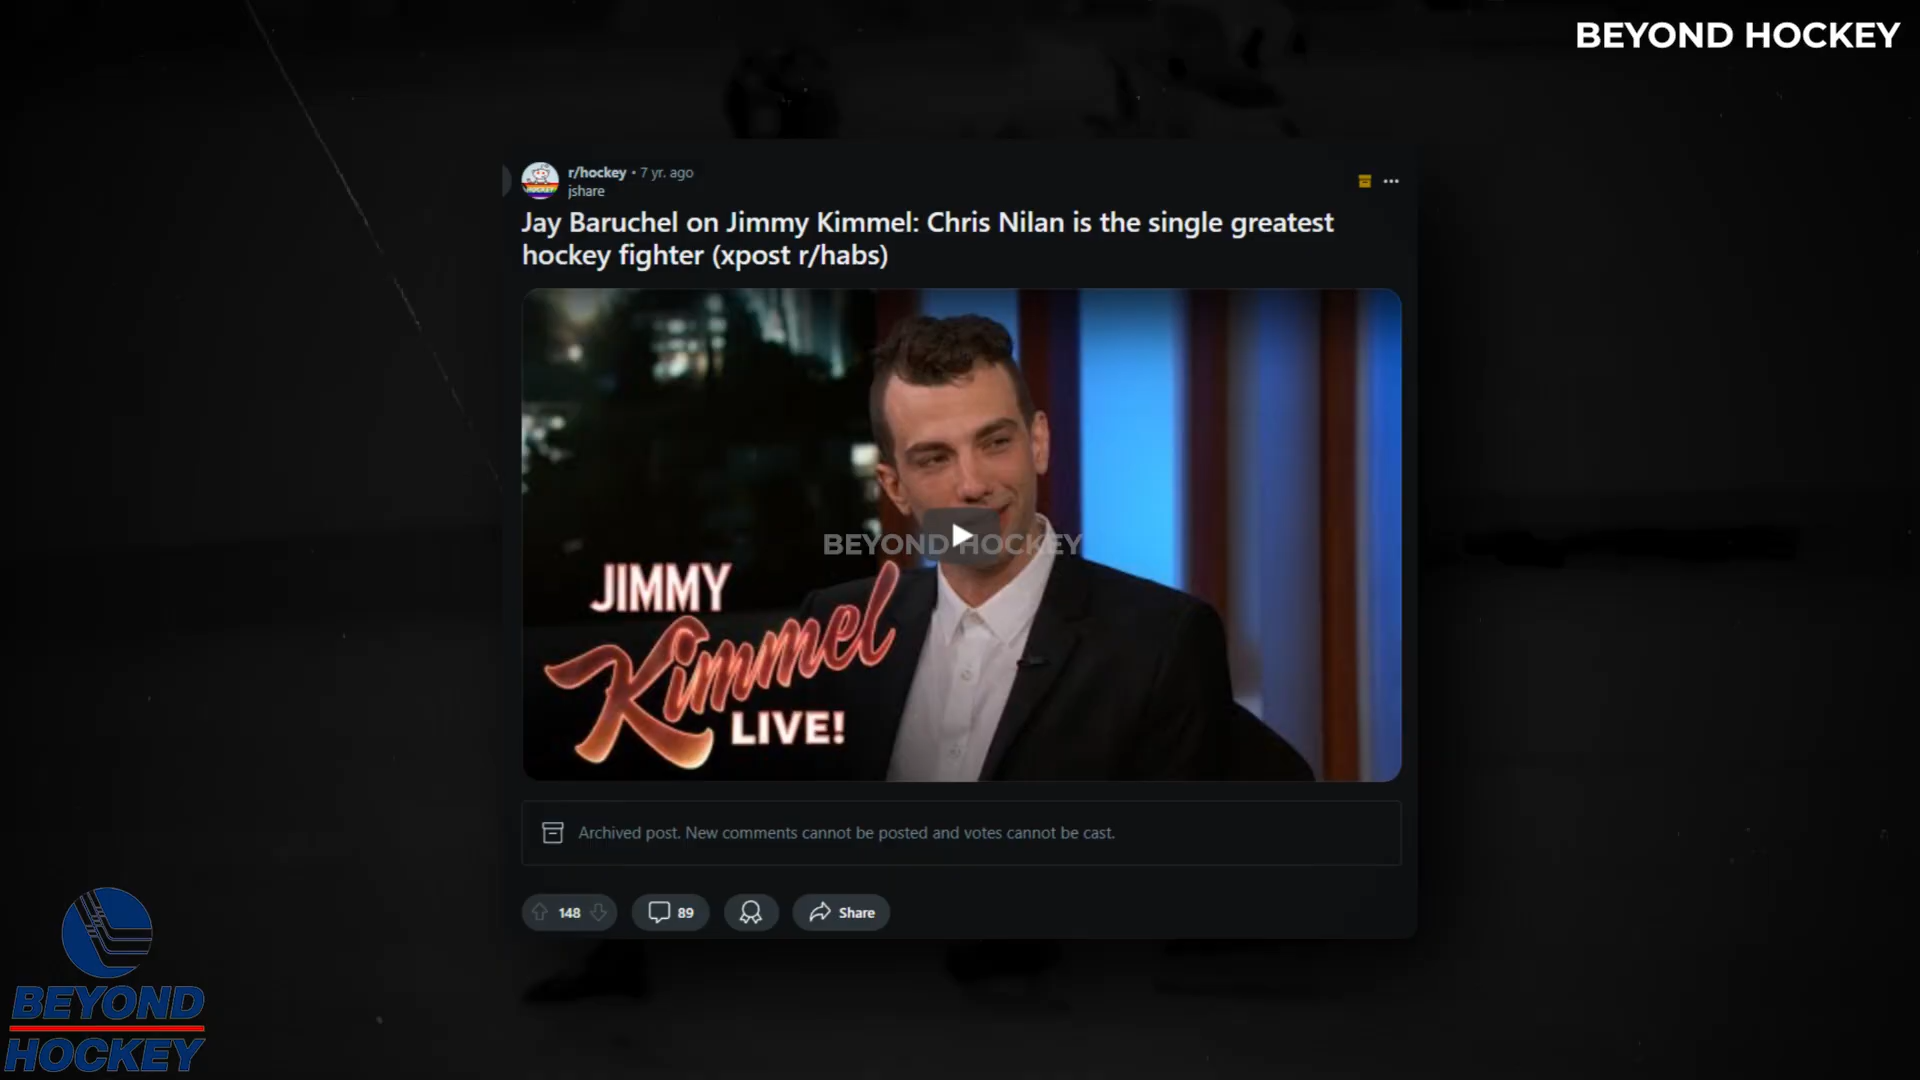 BEYOND HOCKEY
r/hockey • 7 yr. ago
jshare
Jay Baruchel on Jimmy Kimmel: Chris Nilan is the single greatest
hockey fighter (xpost r/habs)
BEYOND HOCKEY
JIMMY
Kimmel
LIVE!
Archived post. New comments cannot be posted and votes cannot be cast.
148
89
Share
BEYOND
HOCKEY